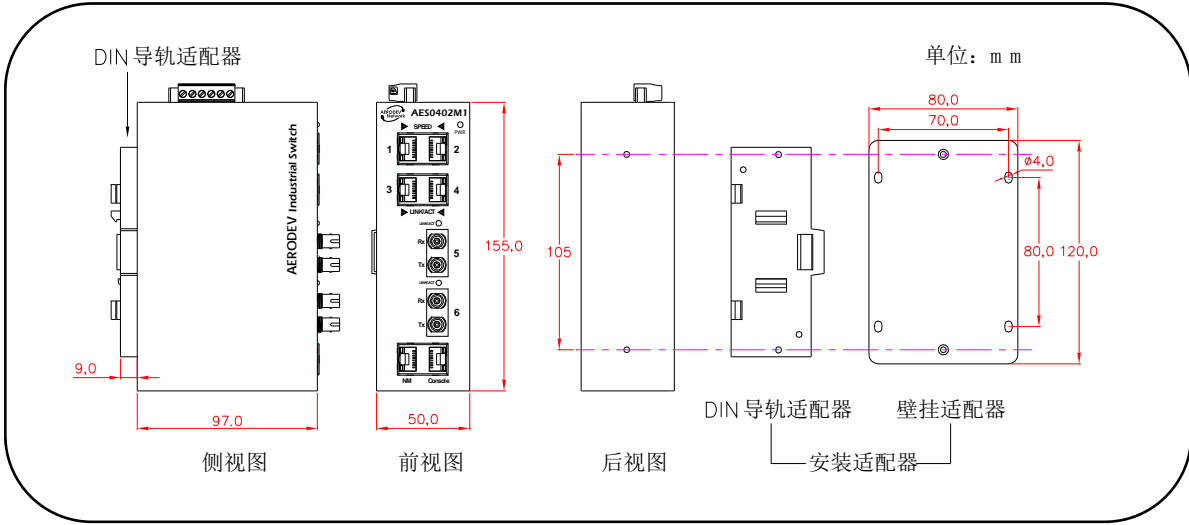 DIN 导轨适配器
单位：mm
AERODEV Industrial Switch
9,0
97.0
侧视图
AERODEV
Network
AES0402M1
SPEED
PWR
1
2
3
4
LINK/ACT
LINK/ACT
Rx
5
Tx
LINK/ACT
Rx
6
Tx
NM
Console
155,0
50,0
前视图
105
后视图
80,0
70,0
ø4,0
80,0
120,0
DIN 导轨适配器
壁挂适配器
安装适配器